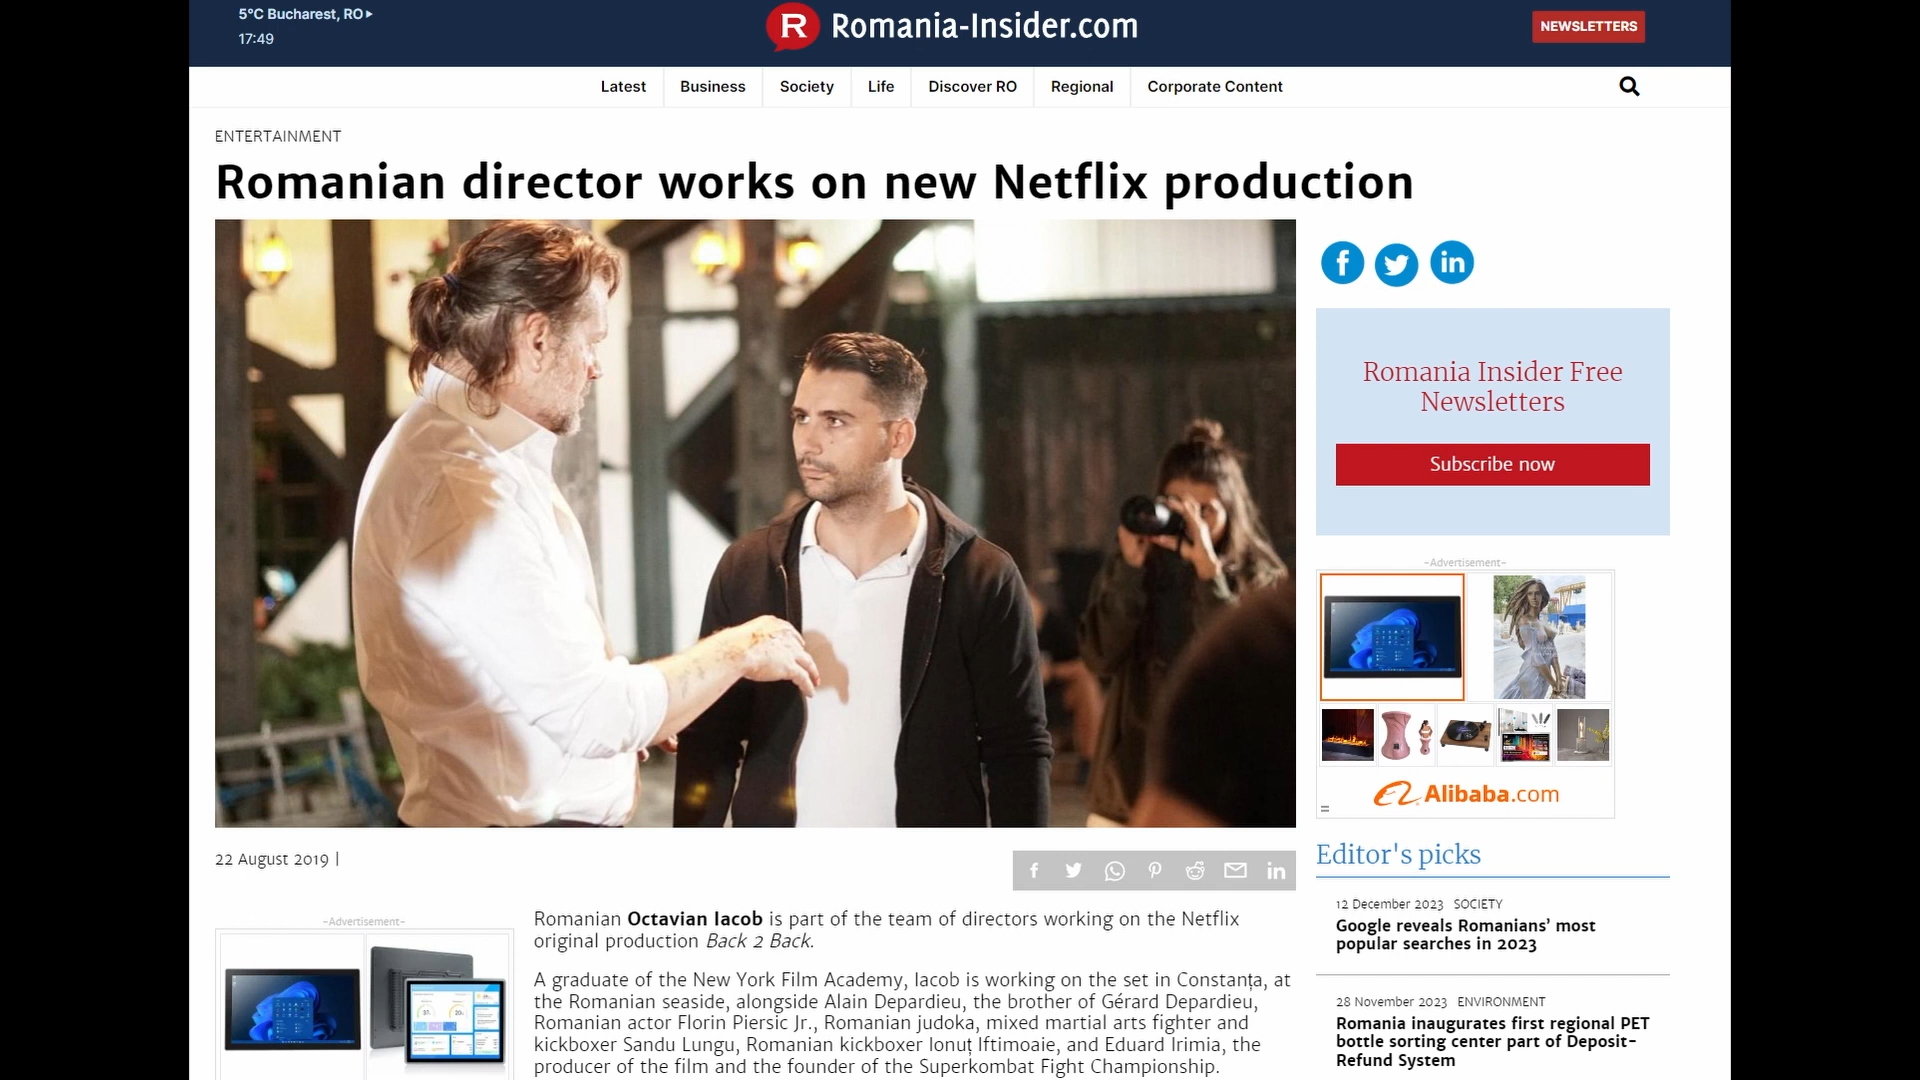 5°C Bucharest, RO
17:49
R Romania-Insider.com
NEWSLETTERS
Latest Business Society Life Discover RO Regional Corporate Content
ENTERTAINMENT
Romanian director works on new Netflix production
Romania Insider Free
Newsletters
Subscribe now
-Advertisement-
Alibaba.com
22 August 2019 |
-Advertisement-
Romanian Octavian Iacob is part of the team of directors working on the Netflix
original production Back 2 Back.
A graduate of the New York Film Academy, Iacob is working on the set in Constanța, at
the Romanian seaside, alongside Alain Depardieu, the brother of Gérard Depardieu,
Romanian actor Florin Piersic Jr., Romanian judoka, mixed martial arts fighter and
kickboxer Sandu Lungu, Romanian kickboxer Ionuț Iftimoaie, and Eduard Irimia, the
producer of the film and the founder of the Superkombat Fight Championship.
Editor's picks
12 December 2023 SOCIETY
Google reveals Romanians’ most
popular searches in 2023
28 November 2023 ENVIRONMENT
Romania inaugurates first regional PET
bottle sorting center part of Deposit-
Refund System